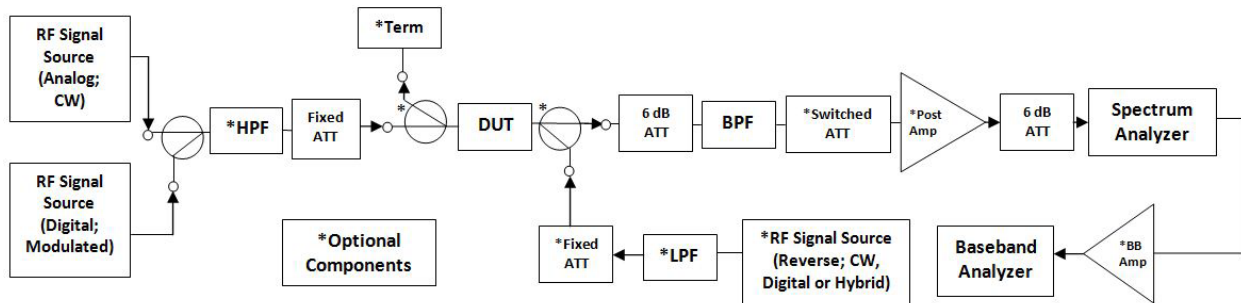 RF Signal
Source
(Analog;
CW)
RF Signal
Source
(Digital;
Modulated)
*HPF
Fixed
ATT
*Term
*
DUT
*
6 dB
ATT
BPF
*Switched
ATT
*Post
Amp
6 dB
ATT
Spectrum
Analyzer
*Optional
Components
*Fixed
ATT
*LPF
*RF Signal Source
(Reverse; CW,
Digital or Hybrid)
Baseband
Analyzer
*BB
Amp